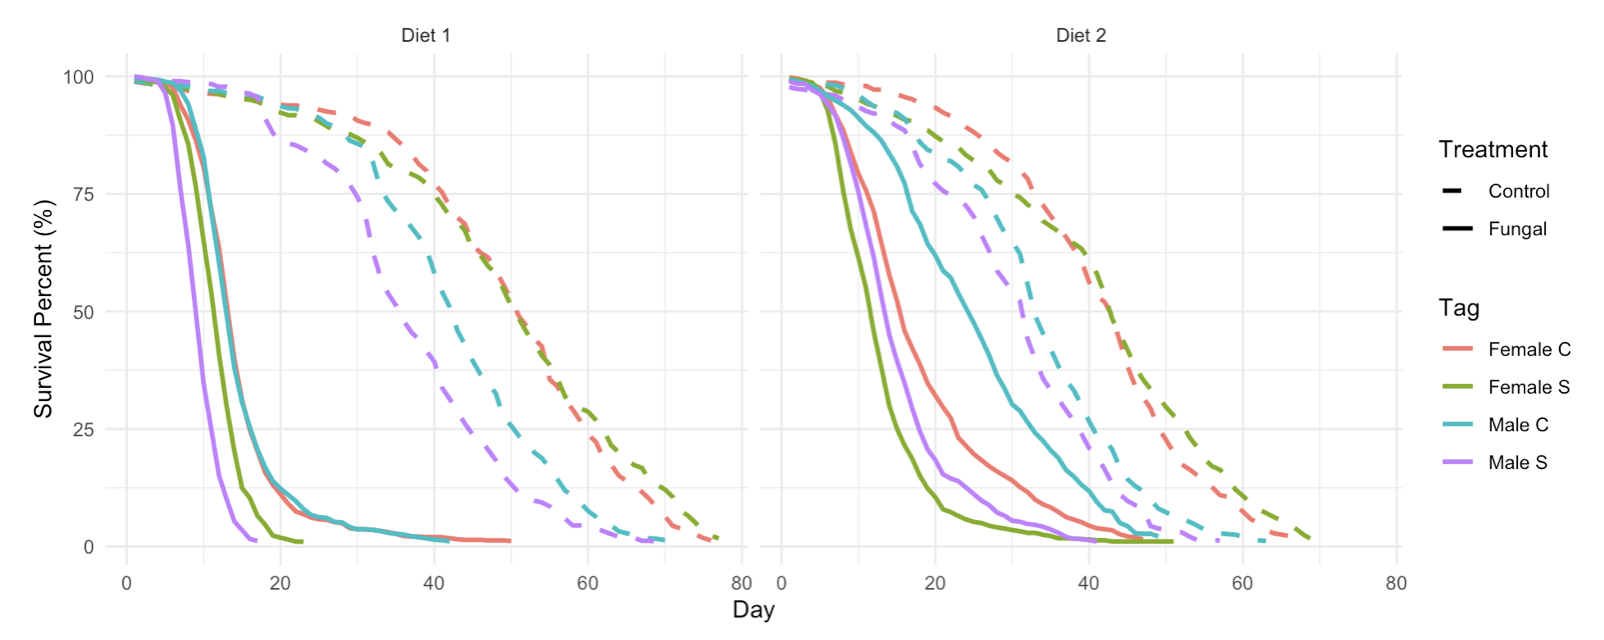 Diet 1
Diet 2
Survival Percent (%)
100
75
50
25
0
0
20
40
60
80
0
20
40
60
80
Day
Treatment
Control
Fungal
Tag
Female C
Female S
Male C
Male S